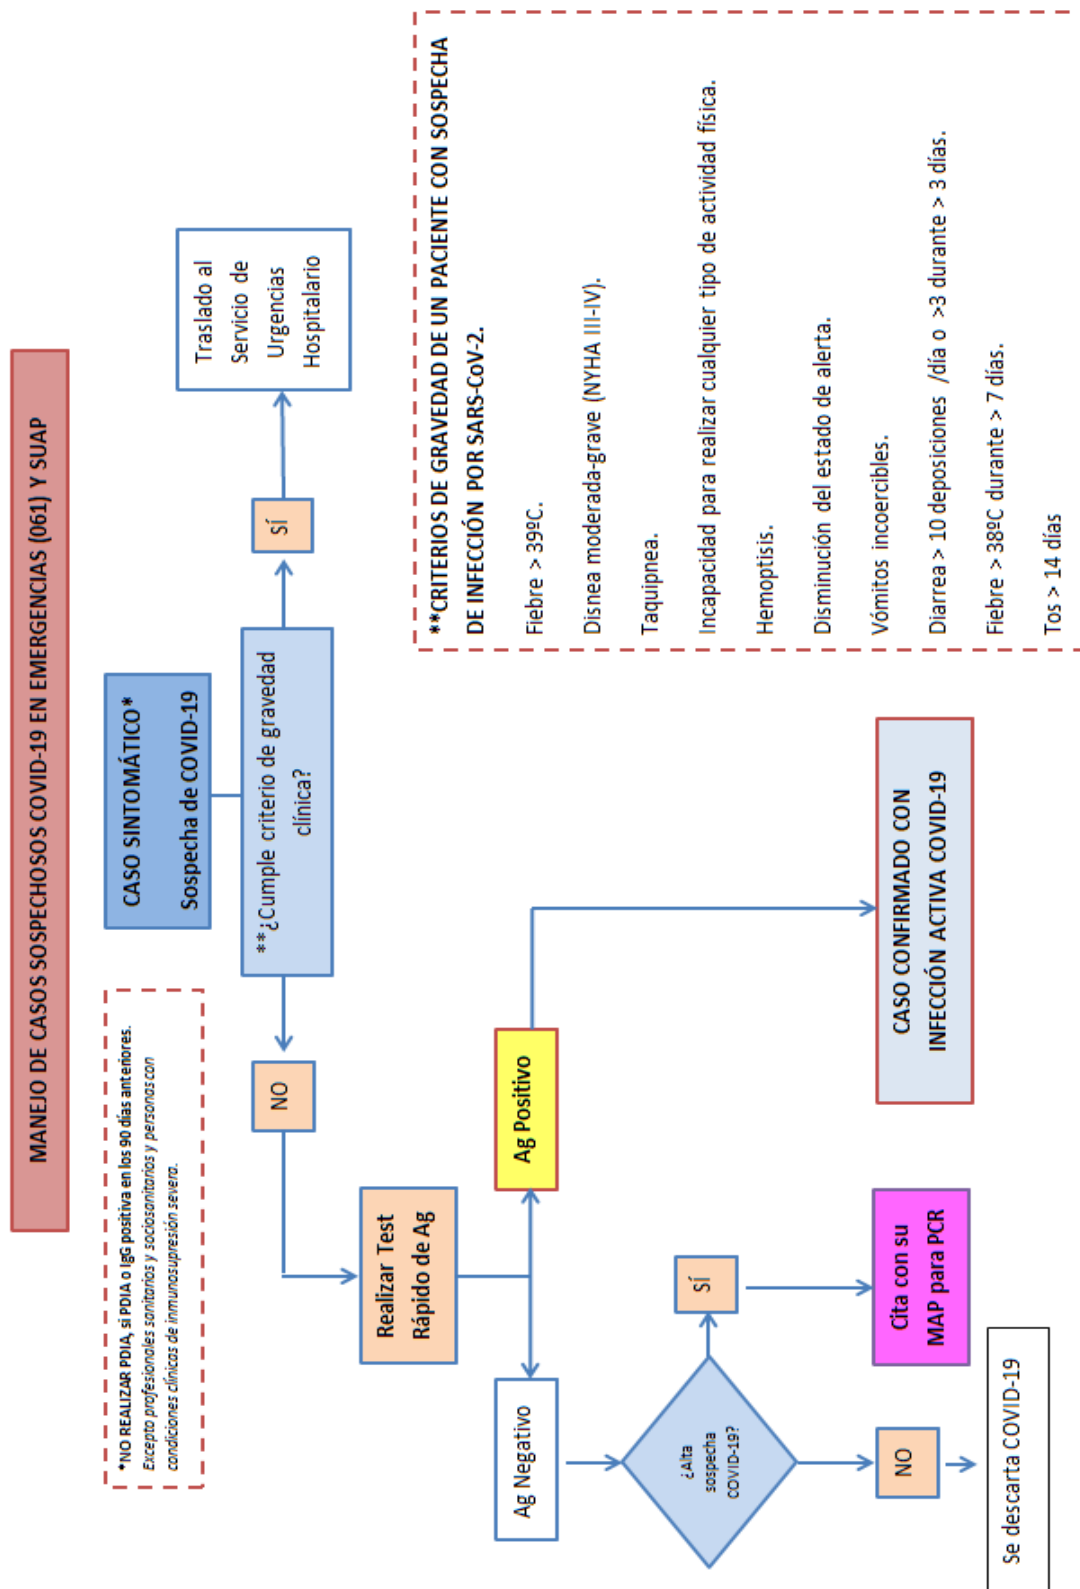 MANEJO DE CASOS SOSPECHOSOS COVID-19 EN EMERGENCIAS (061) Y SUAP
*NO REALIZAR PDIA, si PDIA o IgG positiva en los 90 días anteriores.
Excepto profesionales sanitarios y sociosanitarios y personas con
condiciones clínicas de inmunosupresión severa.
CASO SINTOMÁTICO*
Sospecha de COVID-19
**¿Cumple criterio de gravedad
clínica?
NO
SÍ
Traslado al
Servicio de
Urgencias
Hospitalario
Realizar Test
Rápido de Ag
Ag Negativo
Ag Positivo
¿Alta
sospecha
COVID-19?
SÍ
NO
Cita con su
MAP para PCR
Se descarta COVID-19
CASO CONFIRMADO CON
INFECCIÓN ACTIVA COVID-19
**CRITERIOS DE GRAVEDAD DE UN PACIENTE CON SOSPECHA
DE INFECCIÓN POR SARS-CoV-2.
Fiebre > 39ºC.
Disnea moderada-grave (NYHA III-IV).
Taquipnea.
Incapacidad para realizar cualquier tipo de actividad física.
Hemoptisis.
Disminución del estado de alerta.
Vómitos incoercibles.
Diarrea > 10 deposiciones /día o >3 durante > 3 días.
Fiebre > 38ºC durante > 7 días.
Tos > 14 días